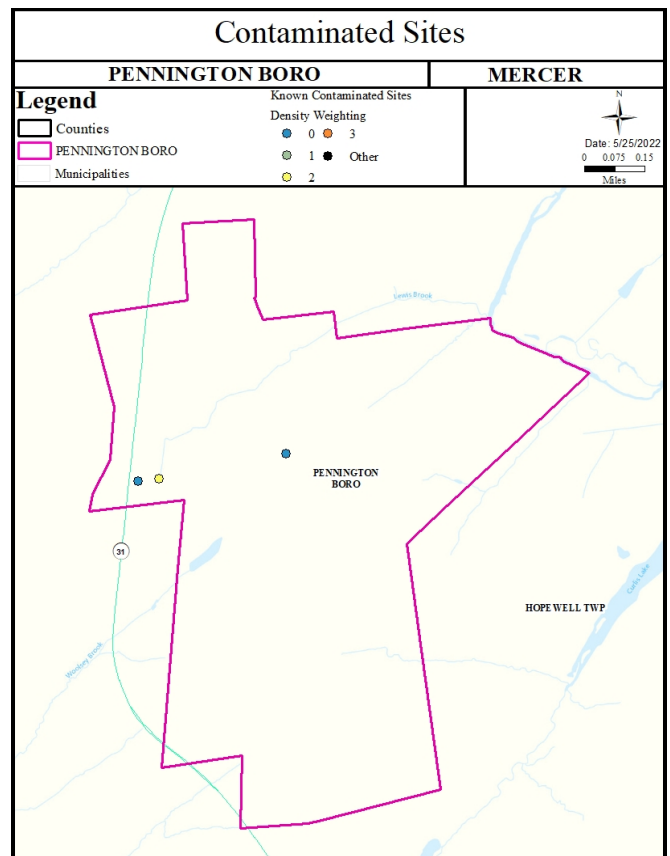 Contaminated Sites
PENNINGTON BORO
MERCER
Legend
Counties
PENNINGTON BORO
Municipalities
Known Contaminated Sites
Density Weighting
0 3
1 Other
2
N
Date: 5/25/2022
0 0.075 0.15
Miles
Lewis Brook
PENNINGTON
BORO
31
HOPEWELL TWP
Curlis Lake
Woolsey Brook